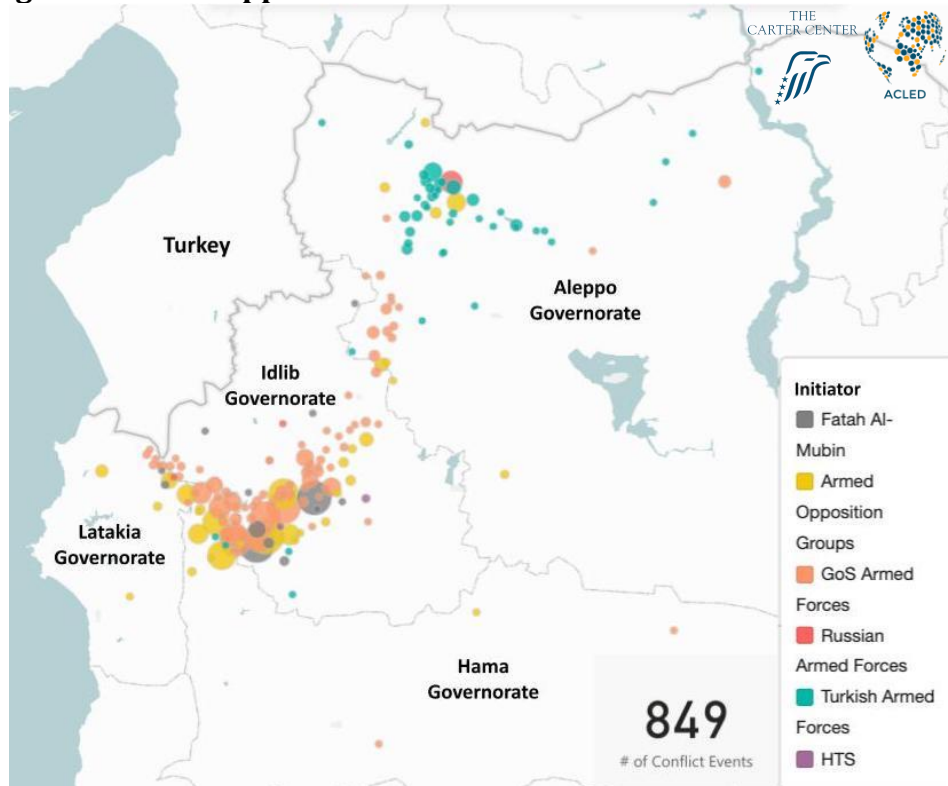 THE
CARTER CENTER
ACLED
Turkey
Aleppo
Governorate
Idlib
Governorate
Latakia
Governorate
Hama
Governorate
849
# of Conflict Events
Initiator
Fatah Al-
Mubin
Armed
Opposition
Groups
GoS Armed
Forces
Russian
Armed Forces
Turkish Armed
Forces
HTS